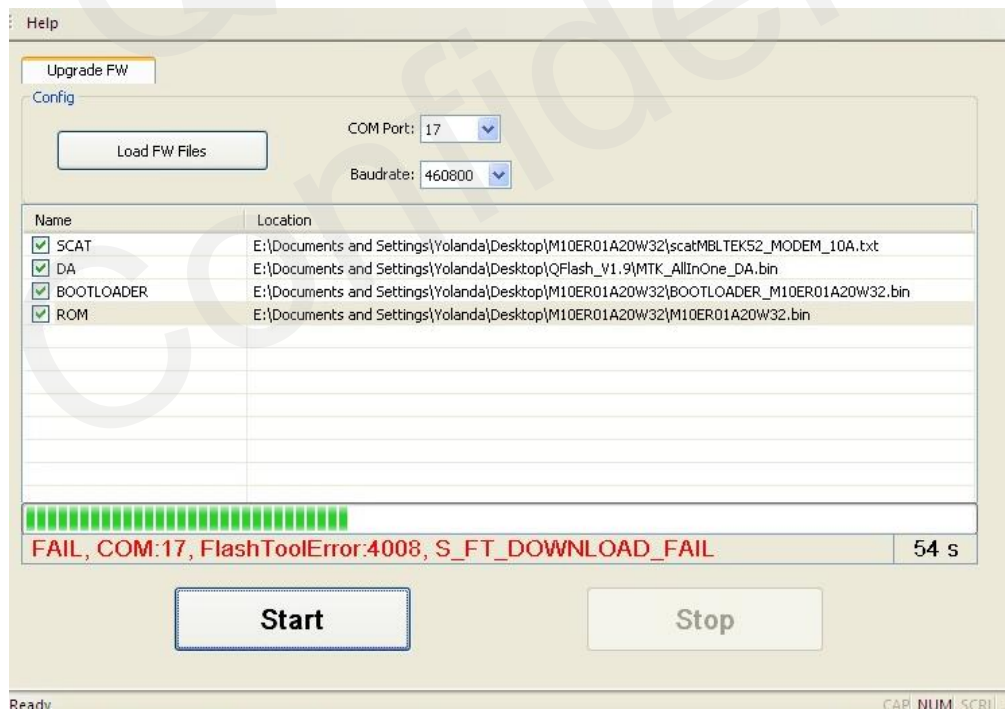 Help
Upgrade FW
Config
Load FW Files
COM Port: 17
Baudrate: 460800
Name Location
SCAT E:\Documents and Settings\Yolanda\Desktop\M10ER01A20W32\scatMBLTEK52_MODEM_10A.txt
DA E:\Documents and Settings\Yolanda\Desktop\QFlash_V1.9\MTK_AllInOne_DA.bin
BOOTLOADER E:\Documents and Settings\Yolanda\Desktop\M10ER01A20W32\BOOTLOADER_M10ER01A20W32.bin
ROM E:\Documents and Settings\Yolanda\Desktop\M10ER01A20W32\M10ER01A20W32.bin
FAIL, COM:17, FlashToolError:4008, S_FT_DOWNLOAD_FAIL 54 s
Start Stop
Ready CAP NUM SCRL